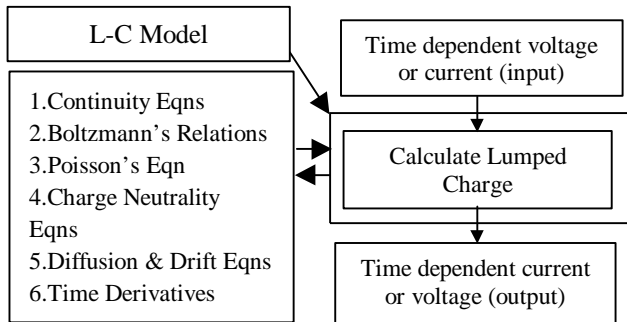 L-C Model
1.Continuity Eqns
2.Boltzmann’s Relations
3.Poisson’s Eqn
4.Charge Neutrality
Eqns
5.Diffusion & Drift Eqns
6.Time Derivatives
Time dependent voltage
or current (input)
Calculate Lumped
Charge
Time dependent current
or voltage (output)